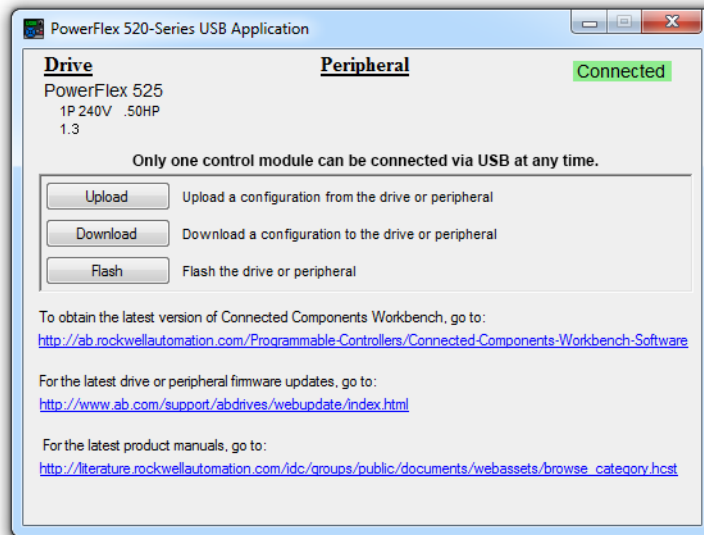 PowerFlex 520-Series USB Application
Drive
Peripheral
Connected
PowerFlex 525
1P 240V .50HP
1.3
Only one control module can be connected via USB at any time.
Upload Upload a configuration from the drive or peripheral
Download Download a configuration to the drive or peripheral
Flash Flash the drive or peripheral
To obtain the latest version of Connected Components Workbench, go to:
http://ab.rockwellautomation.com/Programmable-Controllers/Connected-Components-Workbench-Software
For the latest drive or peripheral firmware updates, go to:
http://www.ab.com/support/abdrives/webupdate/index.html
For the latest product manuals, go to:
http://literature.rockwellautomation.com/idc/groups/public/documents/webassets/browse_category.hcst